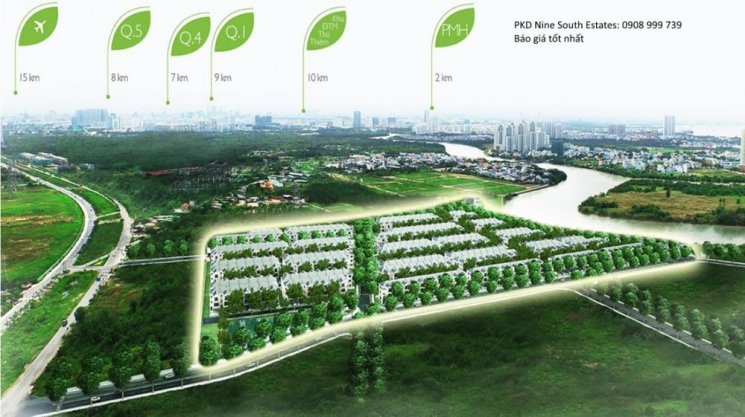 Q.5
Q.4
Q.1
Khu
ĐTM
Thủ
Thiêm
PMH
15 km
8 km
7 km
9 km
10 km
2 km
PKD Nine South Estates: 0908 999 739
Báo giá tốt nhất